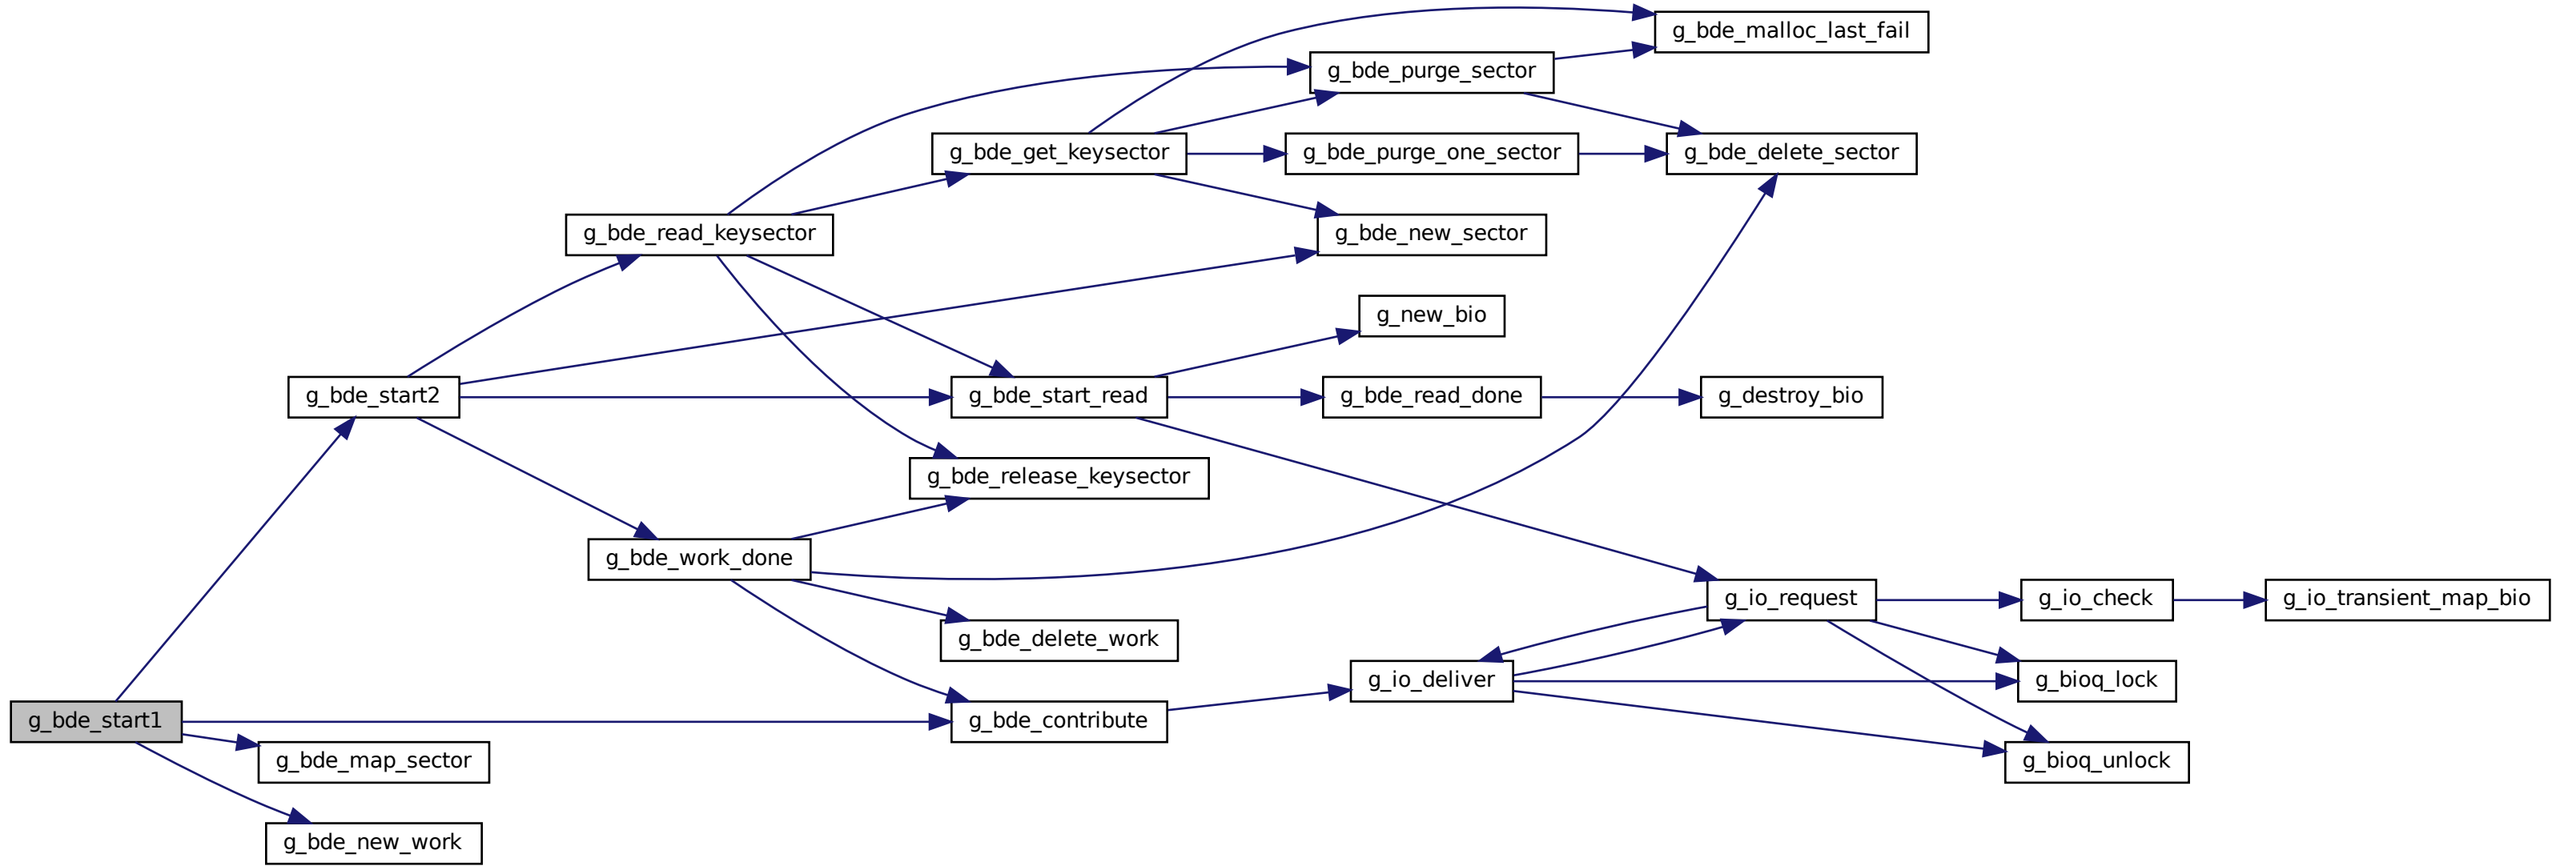 g_bde_malloc_last_fail
g_bde_purge_sector
g_bde_get_keysector
g_bde_purge_one_sector
g_bde_delete_sector
g_bde_read_keysector
g_bde_new_sector
g_new_bio
g_bde_start2
g_bde_start_read
g_bde_read_done
g_destroy_bio
g_bde_release_keysector
g_bde_work_done
g_io_request
g_io_check
g_io_transient_map_bio
g_bde_delete_work
g_io_deliver
g_bioq_lock
g_bde_start1
g_bde_contribute
g_bde_map_sector
g_bioq_unlock
g_bde_new_work